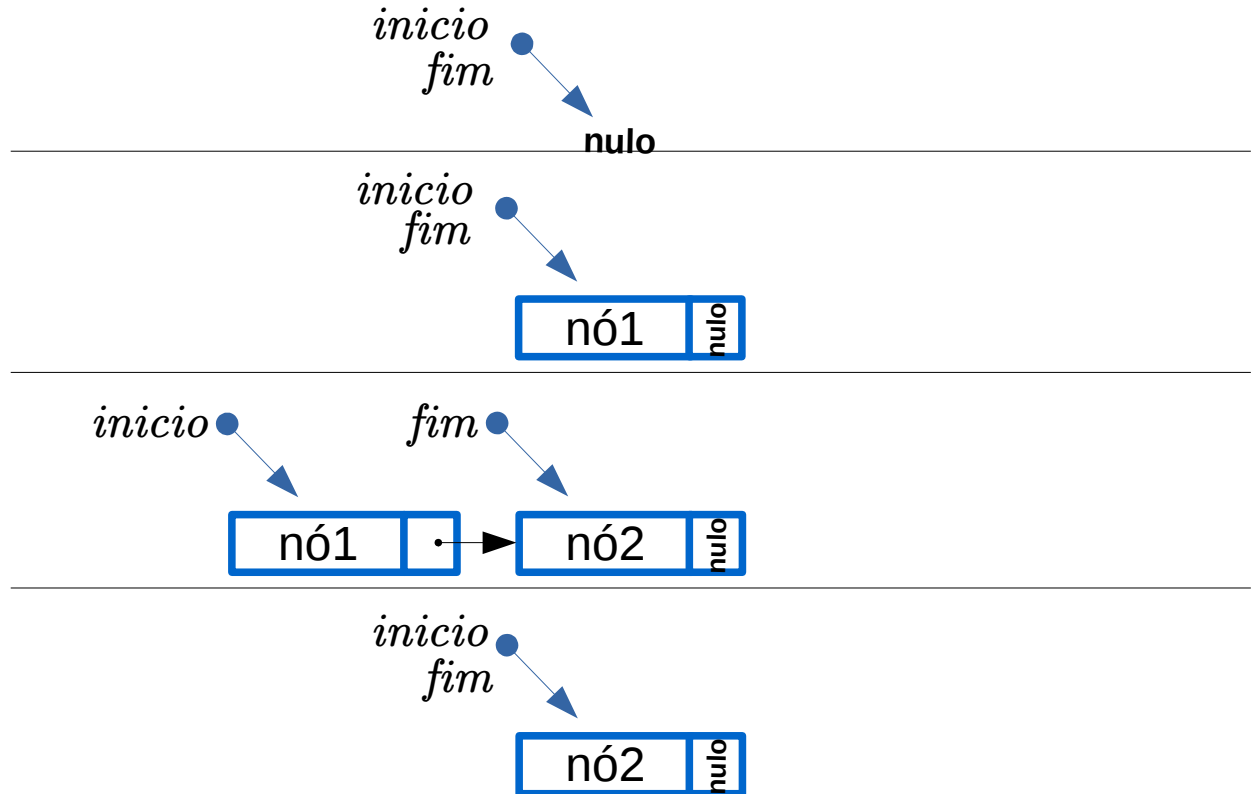 inicio
fim
nulo
inicio
fim
nó1 nulo
inicio fim
nó1 nó2 nulo
inicio
fim
nó2 nulo